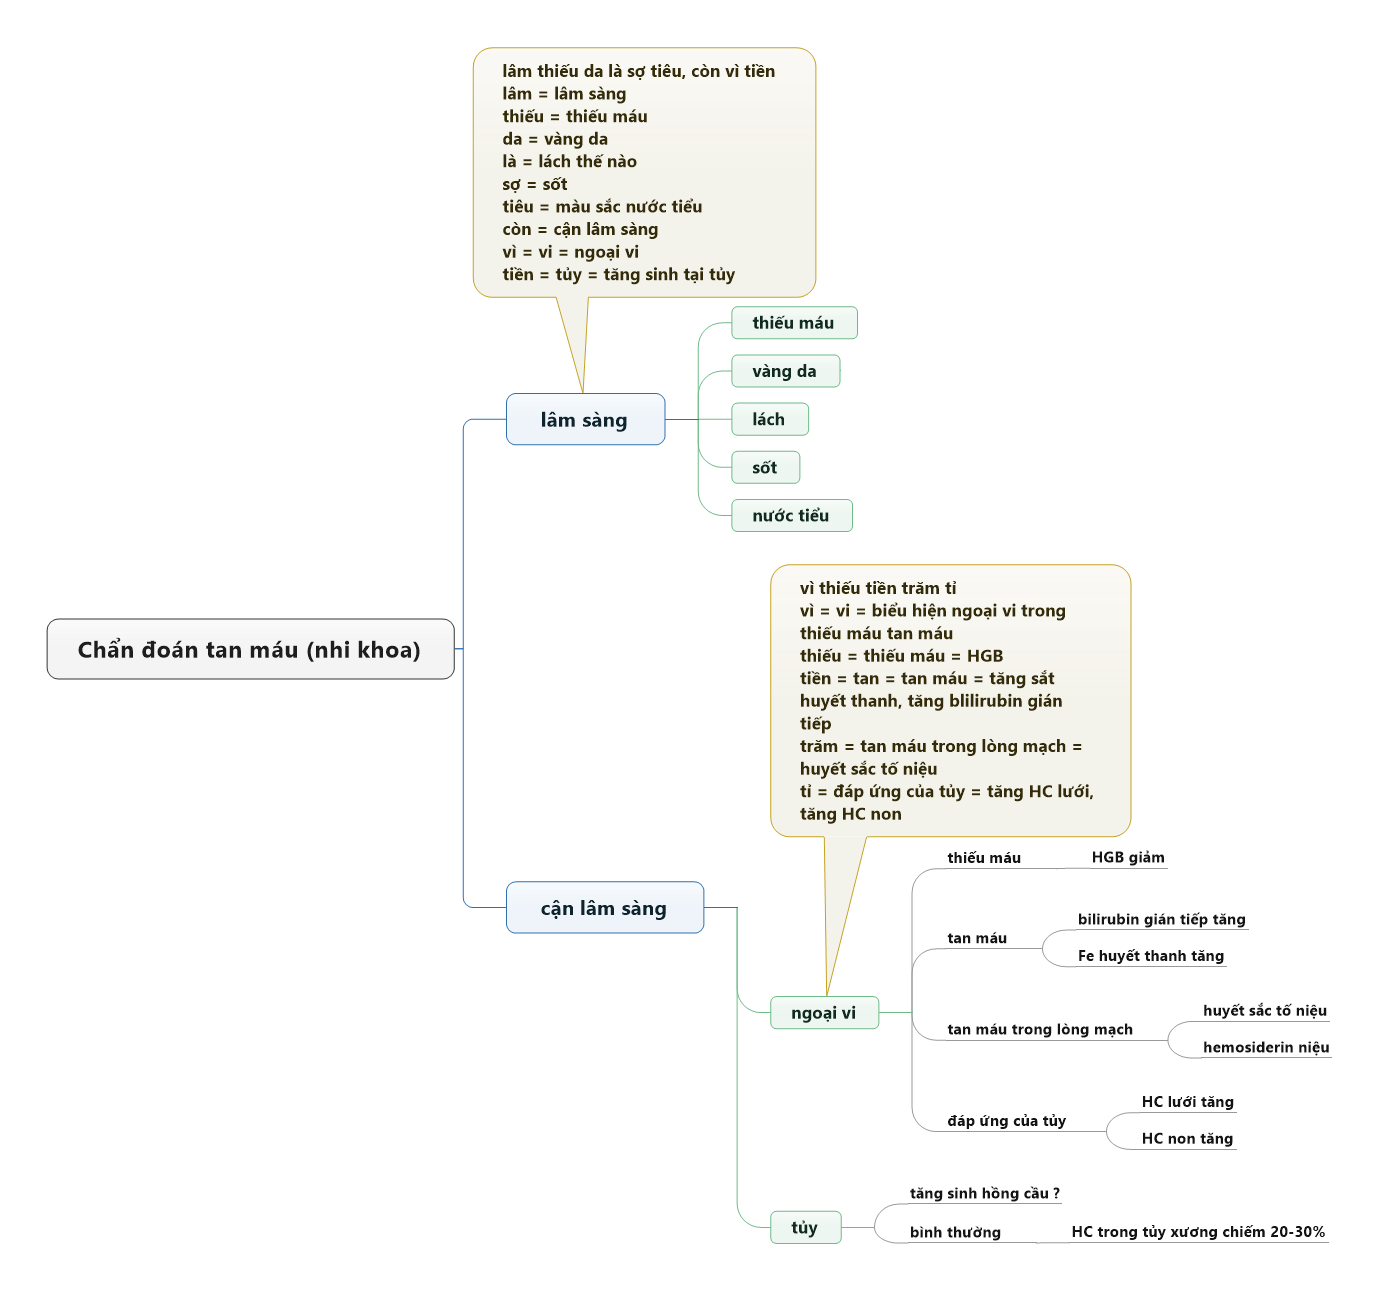 lâm thiếu da là sợ tiêu, còn vì tiền
lâm = lâm sàng
thiếu = thiếu máu
da = vàng da
là = lách thế nào
sợ = sốt
tiêu = màu sắc nước tiểu
còn = cận lâm sàng
vì = vi = ngoại vi
tiền = tủy = tăng sinh tại tủy
thiếu máu
vàng da
lâm sàng
lách
sốt
nước tiểu
Chẩn đoán tan máu (nhi khoa)
vì thiếu tiền trăm tỉ
vì = vi = biểu hiện ngoại vi trong
thiếu máu tan máu
thiếu = thiếu máu = HGB
tiền = tan = tan máu = tăng sắt
huyết thanh, tăng blilirubin gián
tiếp
trăm = tan máu trong lòng mạch =
huyết sắc tố niệu
tỉ = đáp ứng của tủy = tăng HC lưới,
tăng HC non
cận lâm sàng
ngoại vi
thiếu máu
HGB giảm
tan máu
bilirubin gián tiếp tăng
Fe huyết thanh tăng
tan máu trong lòng mạch
huyết sắc tố niệu
hemosiderin niệu
đáp ứng của tủy
HC lưới tăng
HC non tăng
tủy
tăng sinh hồng cầu ?
bình thường
HC trong tủy xương chiếm 20-30%